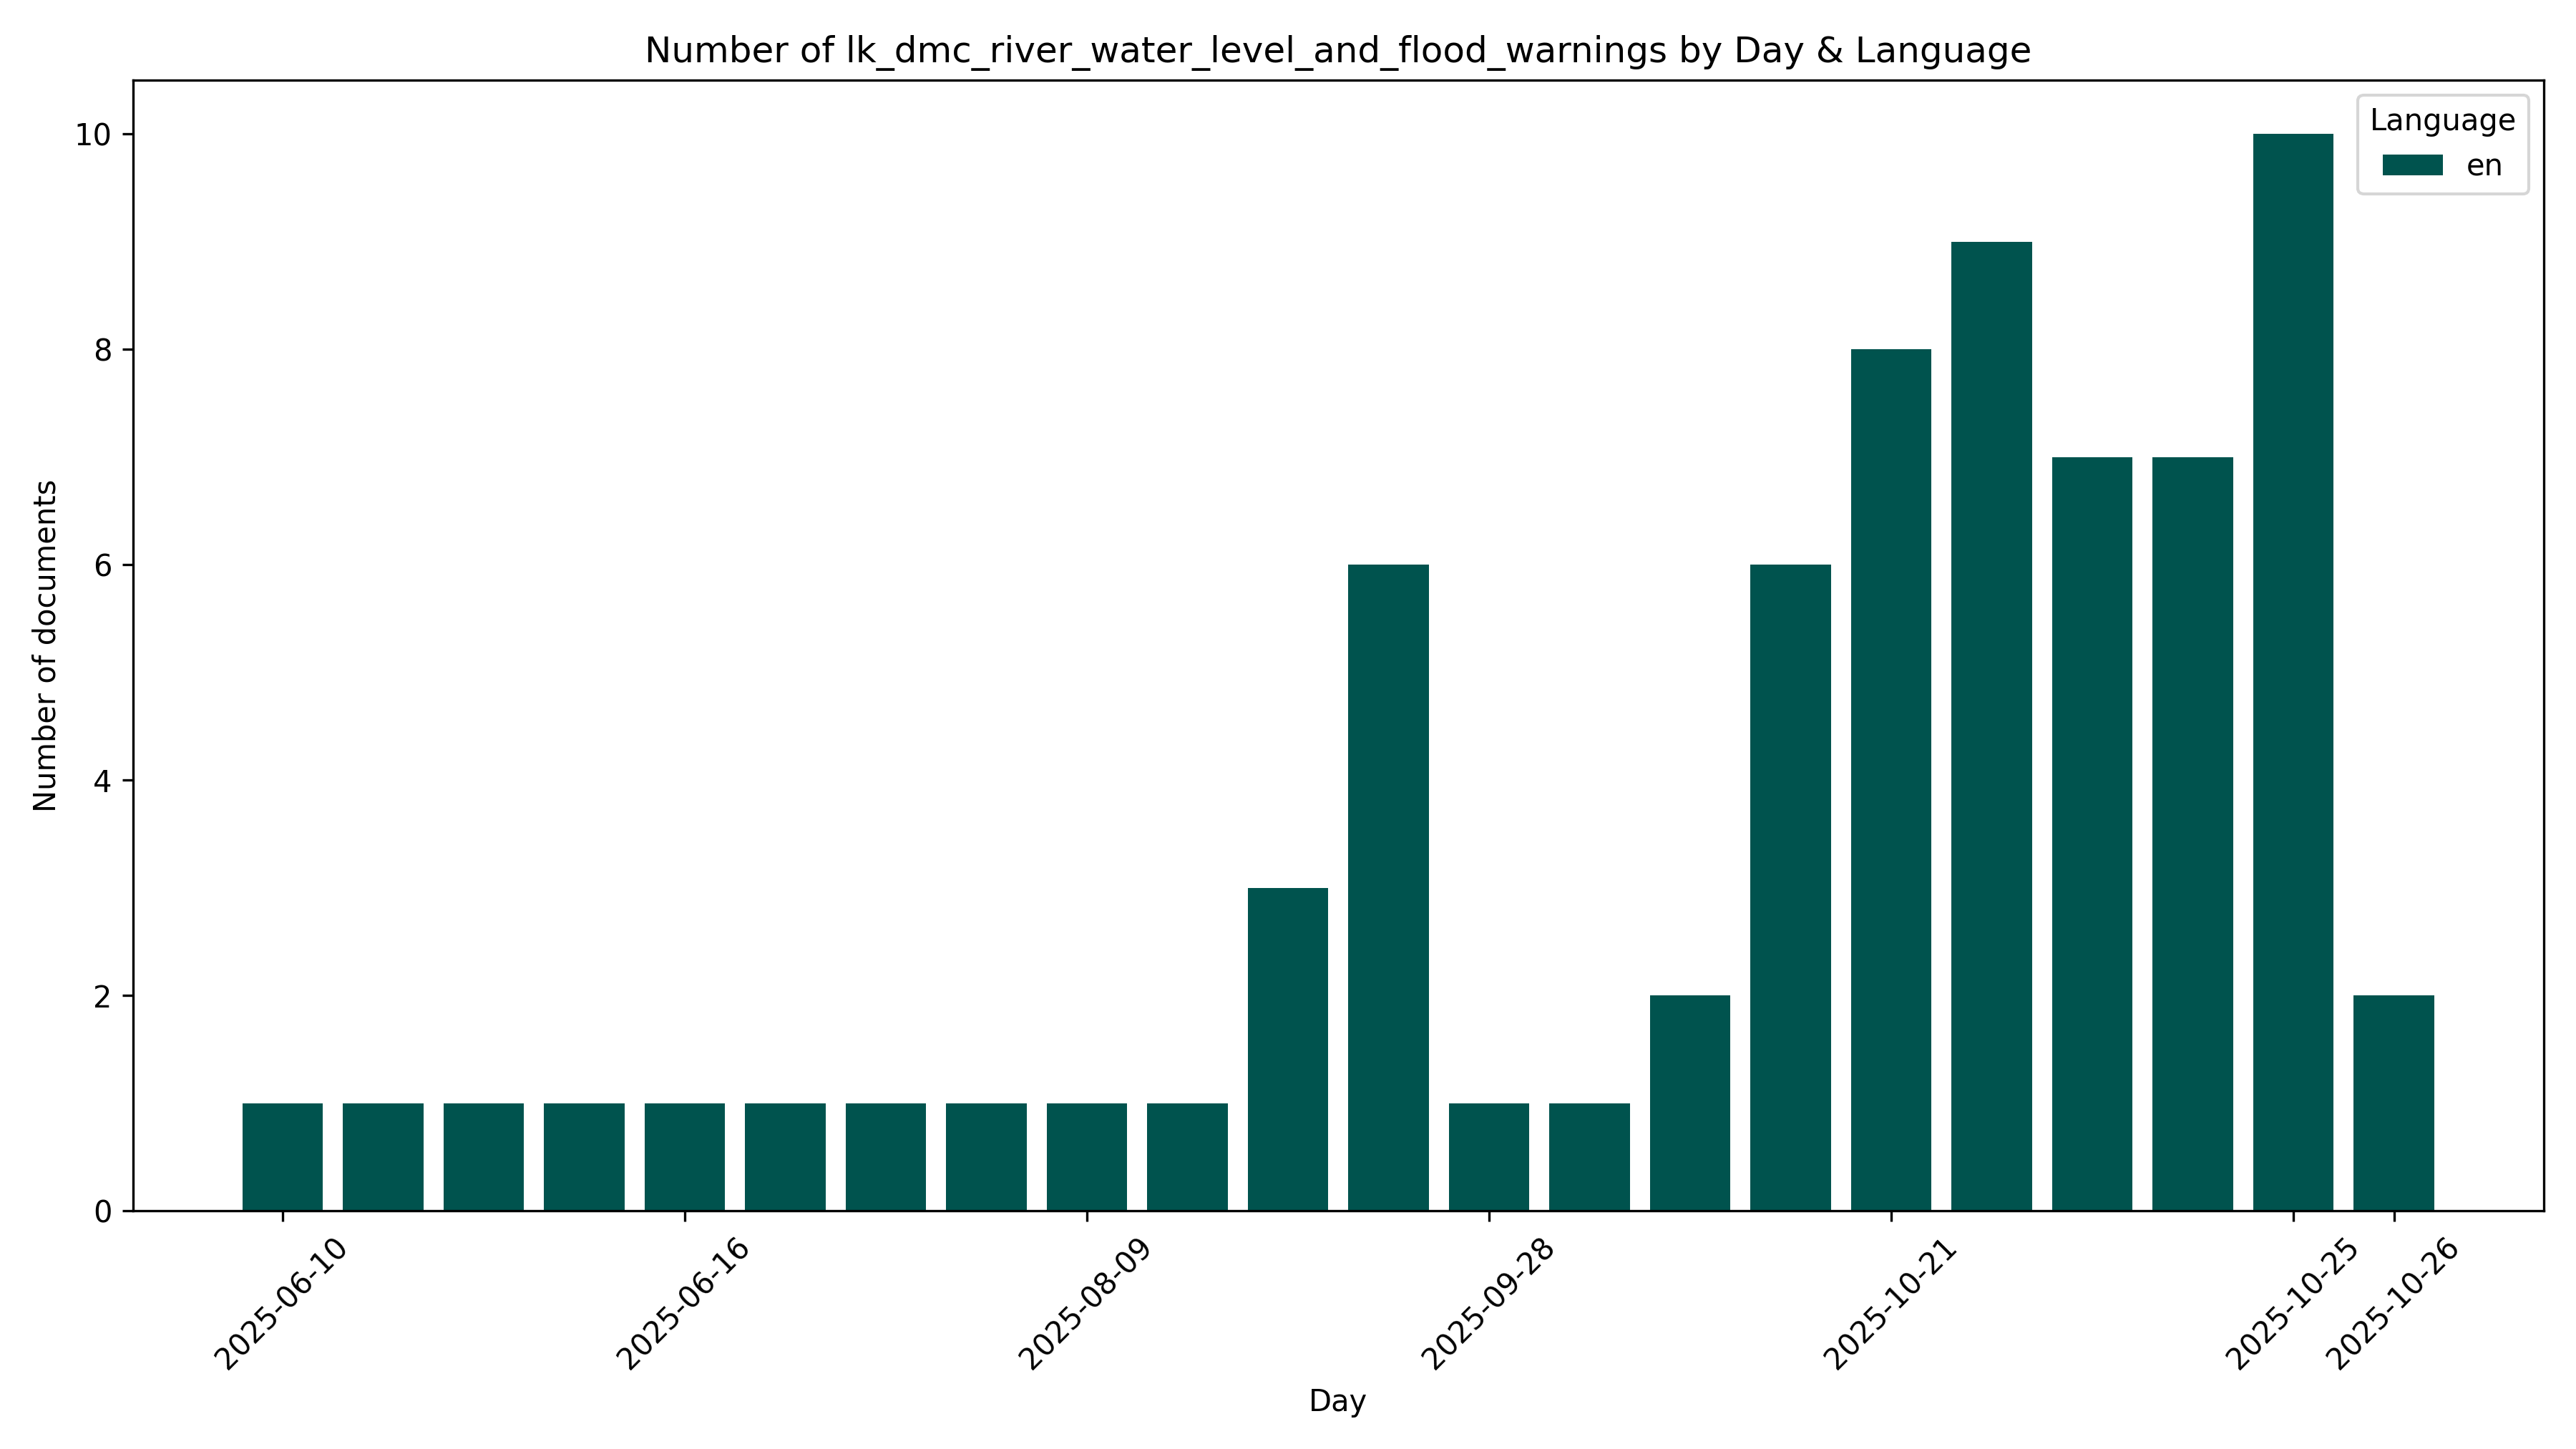 Number of lk_dmc_river_water_level_and_flood_warnings by Day & Language
Language
en
Number of documents
10
8
6
4
2
0
2025-06-10
2025-06-16
2025-08-09
2025-09-28
2025-10-21
2025-10-25
2025-10-26
Day